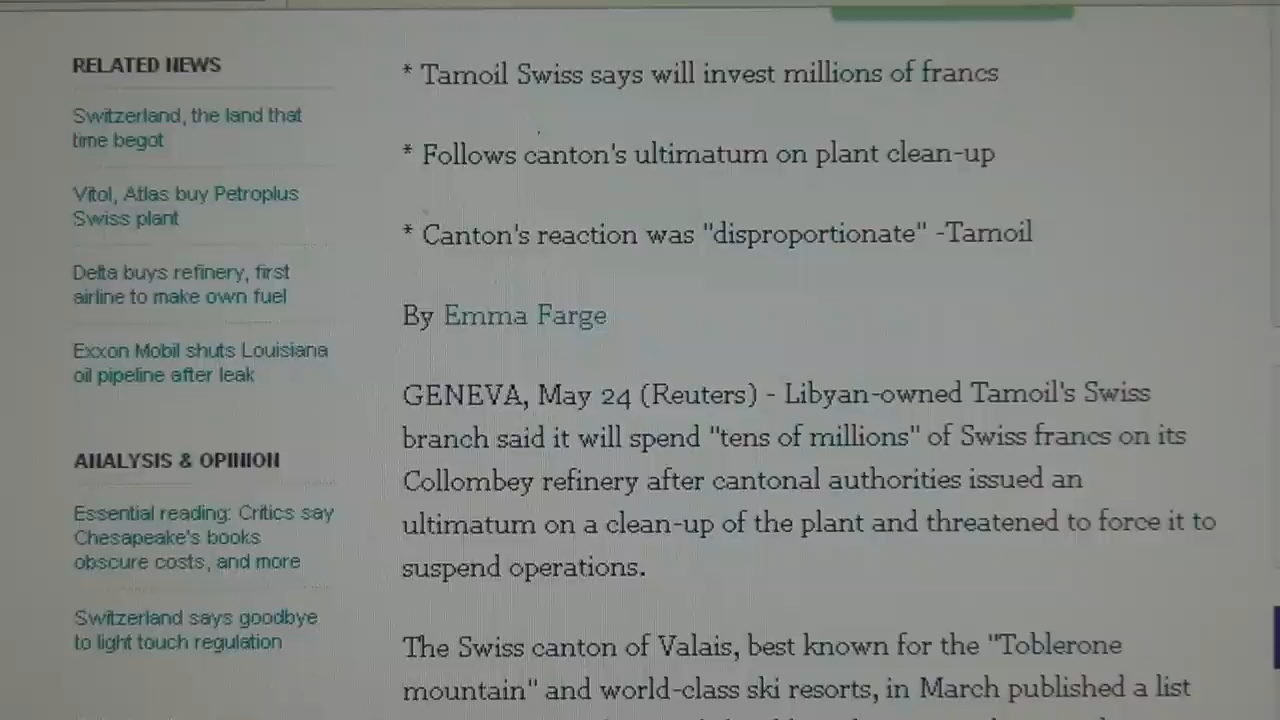 RELATED NEWS
Switzerland, the land that
time begot
Vitol, Atlas buy Petroplus
Swiss plant
Delta buys refinery, first
airline to make own fuel
Exxon Mobil shuts Louisiana
oil pipeline after leak
ANALYSIS & OPINION
Essential reading: Critics say
Chesapeake's books
obscure costs, and more
Switzerland says goodbye
to light touch regulation
* Tamoil Swiss says will invest millions of francs
* Follows canton's ultimatum on plant clean-up
* Canton's reaction was "disproportionate" -Tamoil
By Emma Farge
GENEVA, May 24 (Reuters) - Libyan-owned Tamoil's Swiss
branch said it will spend "tens of millions" of Swiss francs on its
Collombey refinery after cantonal authorities issued an
ultimatum on a clean-up of the plant and threatened to force it to
suspend operations.
The Swiss canton of Valais, best known for the "Toblerone
mountain" and world-class ski resorts, in March published a list